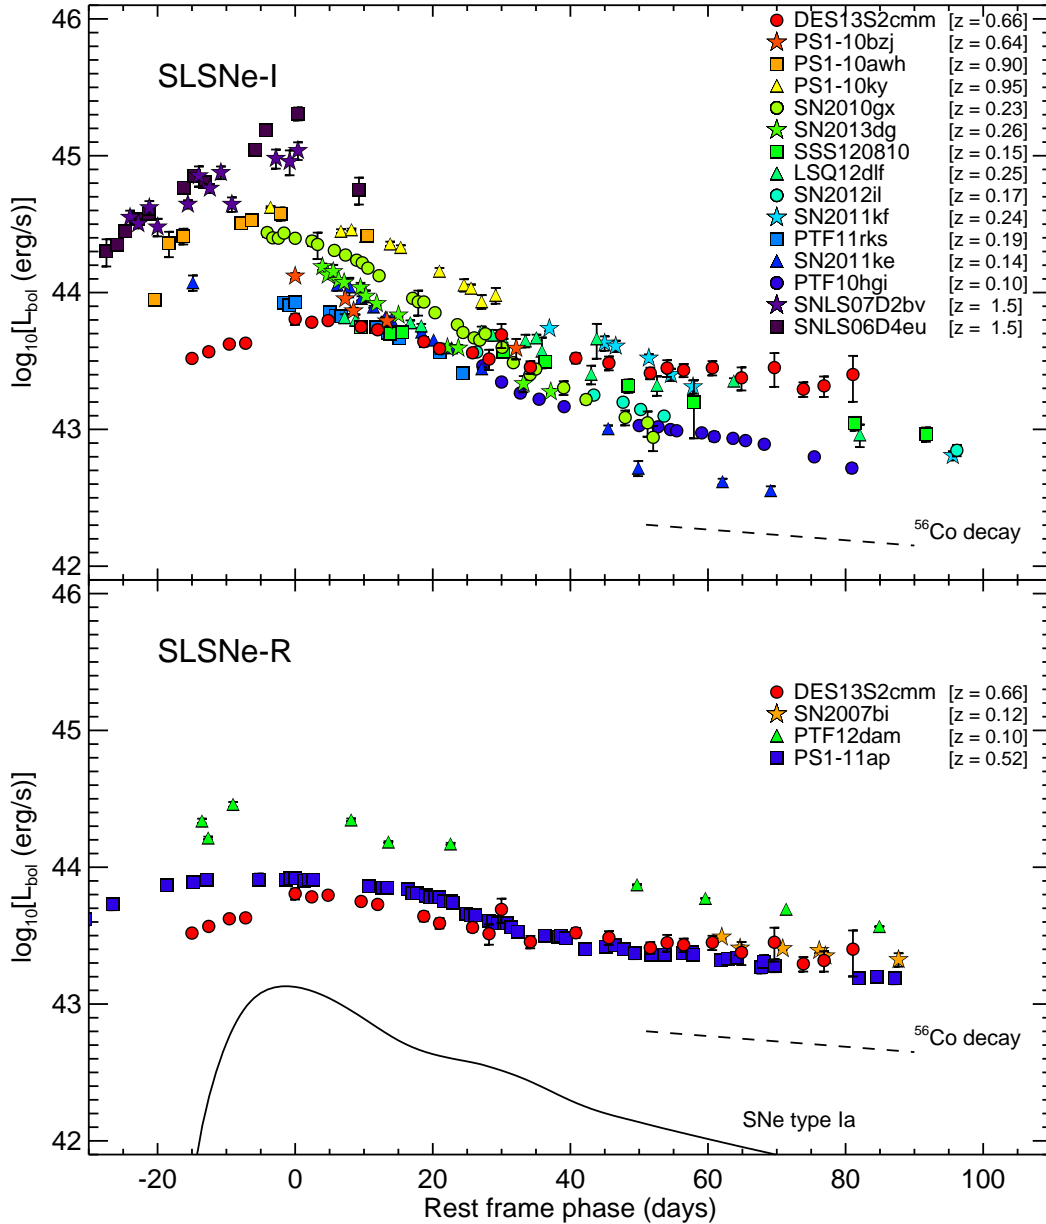 46
45
44
43
42
log₁₀[L_bol (erg/s)]
SLSNe-I
DES13S2cmm [z = 0.66]
PS1-10bzj [z = 0.64]
PS1-10awh [z = 0.90]
PS1-10ky [z = 0.95]
SN2010gx [z = 0.23]
SN2013dg [z = 0.26]
SSS120810 [z = 0.15]
LSQ12dlf [z = 0.25]
SN2012il [z = 0.17]
SN2011kf [z = 0.24]
PTF11rks [z = 0.19]
SN2011ke [z = 0.14]
PTF10hgi [z = 0.10]
SNLS07D2bv [z = 1.5]
SNLS06D4eu [z = 1.5]
⁵⁶Co decay
46
45
44
43
42
log₁₀[L_bol (erg/s)]
SLSNe-R
DES13S2cmm [z = 0.66]
SN2007bi [z = 0.12]
PTF12dam [z = 0.10]
PS1-11ap [z = 0.52]
⁵⁶Co decay
SNe type Ia
-20 0 20 40 60 80 100
Rest frame phase (days)